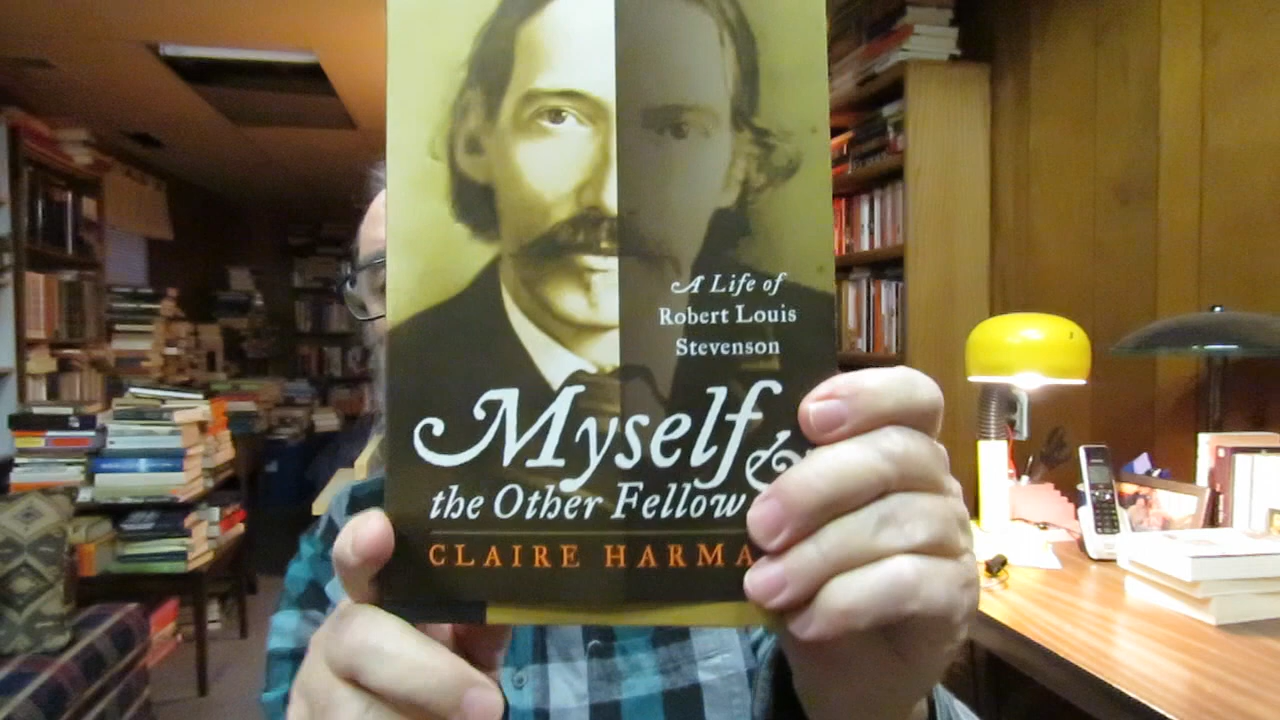 A Life of
Robert Louis
Stevenson
Myself &
the Other Fellow
CLAIRE HARMA